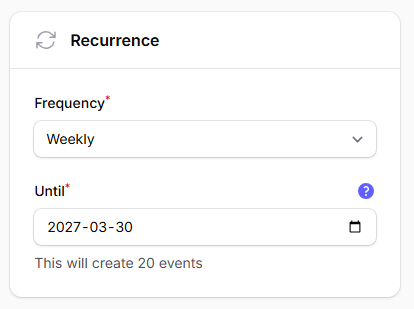 Recurrence
Frequency*
Weekly
Until*
?
2027-03-30
This will create 20 events